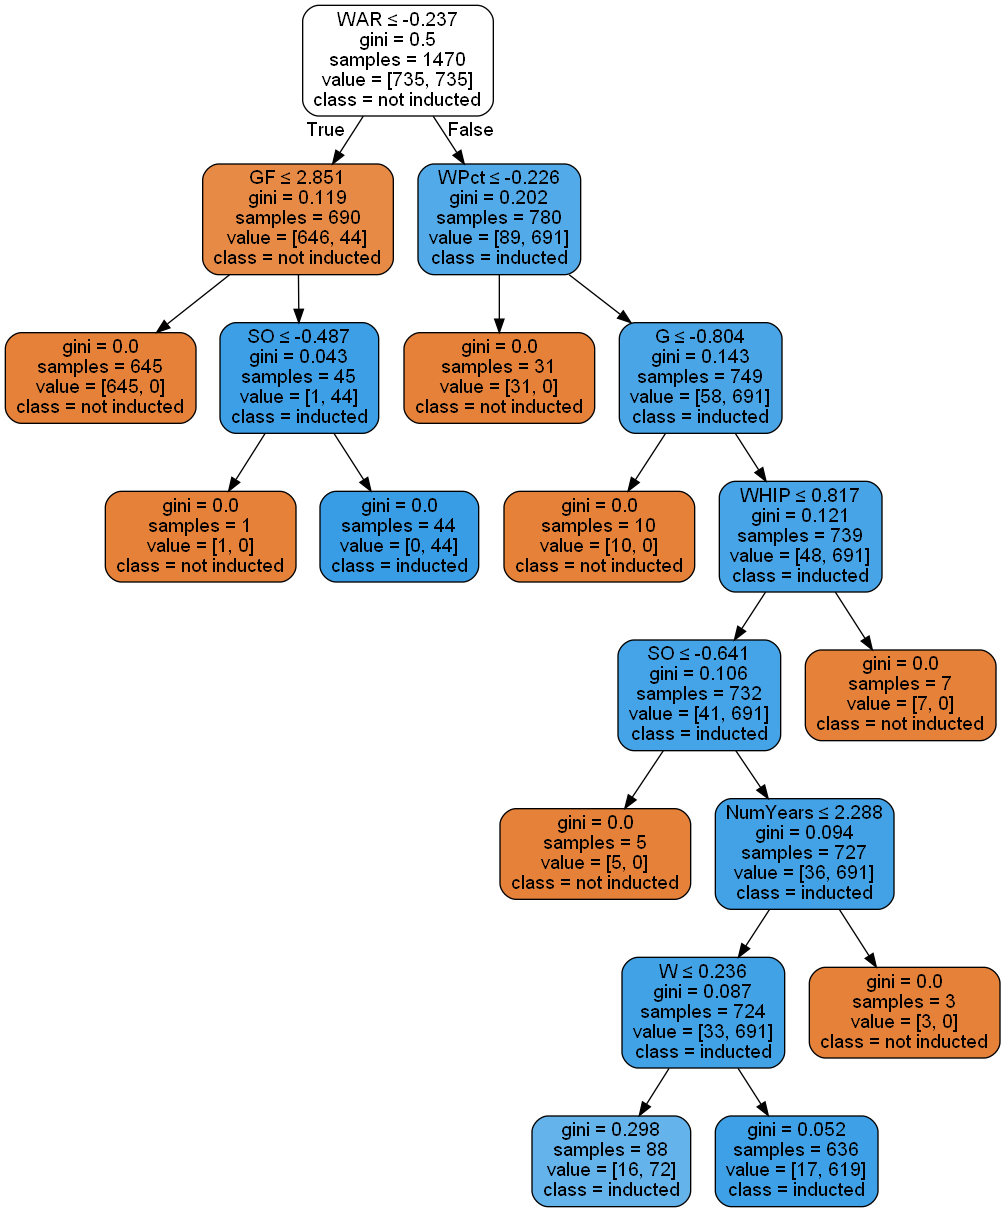 WAR ≤ -0.237
gini = 0.5
samples = 1470
value = [735, 735]
class = not inducted
True
False
GF ≤ 2.851
gini = 0.119
samples = 690
value = [646, 44]
class = not inducted
WPct ≤ -0.226
gini = 0.202
samples = 780
value = [89, 691]
class = inducted
gini = 0.0
samples = 645
value = [645, 0]
class = not inducted
SO ≤ -0.487
gini = 0.043
samples = 45
value = [1, 44]
class = inducted
gini = 0.0
samples = 31
value = [31, 0]
class = not inducted
G ≤ -0.804
gini = 0.143
samples = 749
value = [58, 691]
class = inducted
gini = 0.0
samples = 1
value = [1, 0]
class = not inducted
gini = 0.0
samples = 44
value = [0, 44]
class = inducted
gini = 0.0
samples = 10
value = [10, 0]
class = not inducted
WHIP ≤ 0.817
gini = 0.121
samples = 739
value = [48, 691]
class = inducted
SO ≤ -0.641
gini = 0.106
samples = 732
value = [41, 691]
class = inducted
gini = 0.0
samples = 7
value = [7, 0]
class = not inducted
gini = 0.0
samples = 5
value = [5, 0]
class = not inducted
NumYears ≤ 2.288
gini = 0.094
samples = 727
value = [36, 691]
class = inducted
W ≤ 0.236
gini = 0.087
samples = 724
value = [33, 691]
class = inducted
gini = 0.0
samples = 3
value = [3, 0]
class = not inducted
gini = 0.298
samples = 88
value = [16, 72]
class = inducted
gini = 0.052
samples = 636
value = [17, 619]
class = inducted